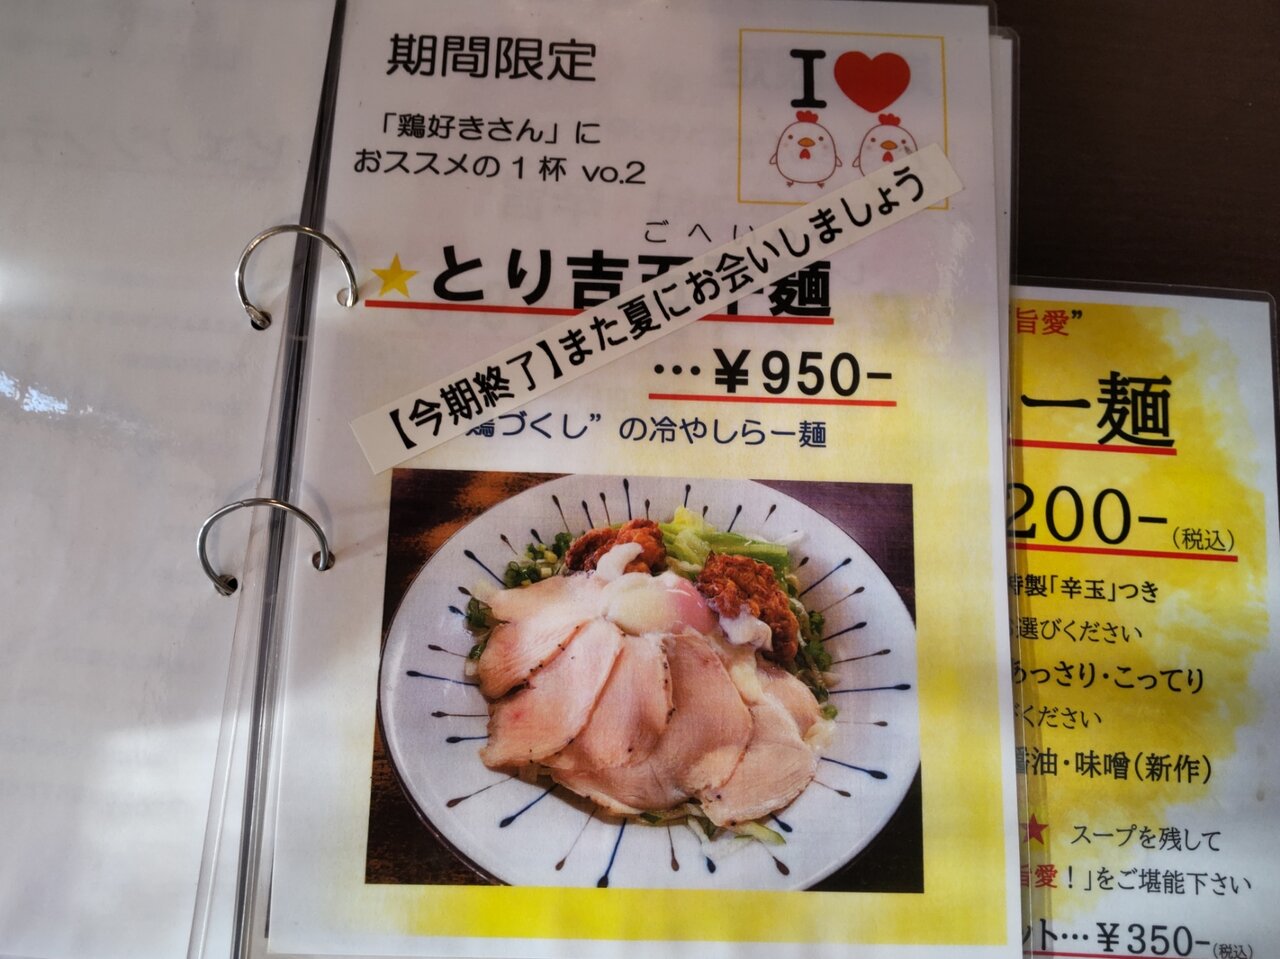 期間限定
I
「鶏好きさん」に
おススメの1杯 vo.2
ごへい
★とり吉 麺
【今期終了】また夏にお会いしましょう
…¥950-
鶏づくし”の冷やしらー麺
旨愛”
らー麺
200-(税込)
特製「辛玉」つき
選びください
あっさり・こってり
ください
醤油・味噌(新作)
★ スープを残して
旨愛!」をご堪能下さい
ット…¥350-(税込)